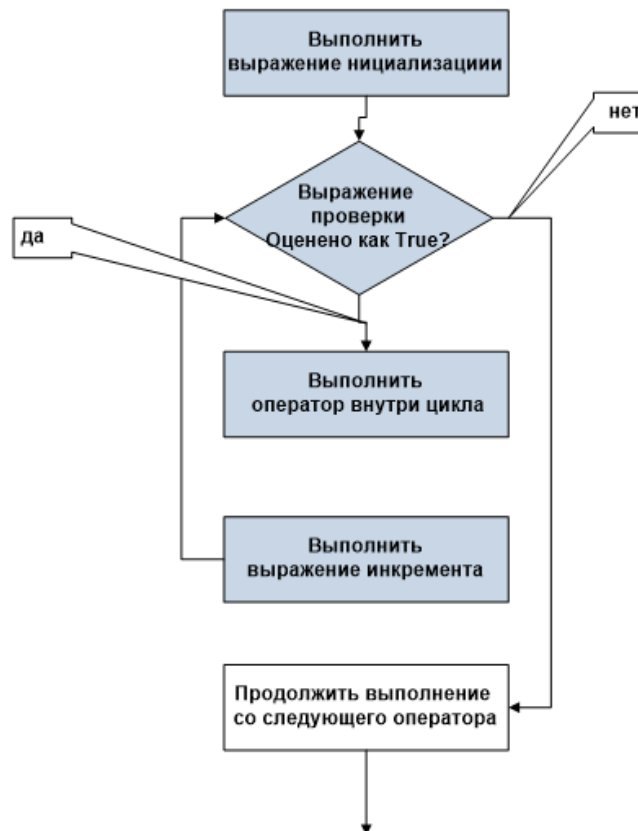 Выполнить
выражение нициализациии
нет
Выражение
проверки
Оценено как True?
да
Выполнить
оператор внутри цикла
Выполнить
выражение инкремента
Продолжить выполнение
со следующего оператора